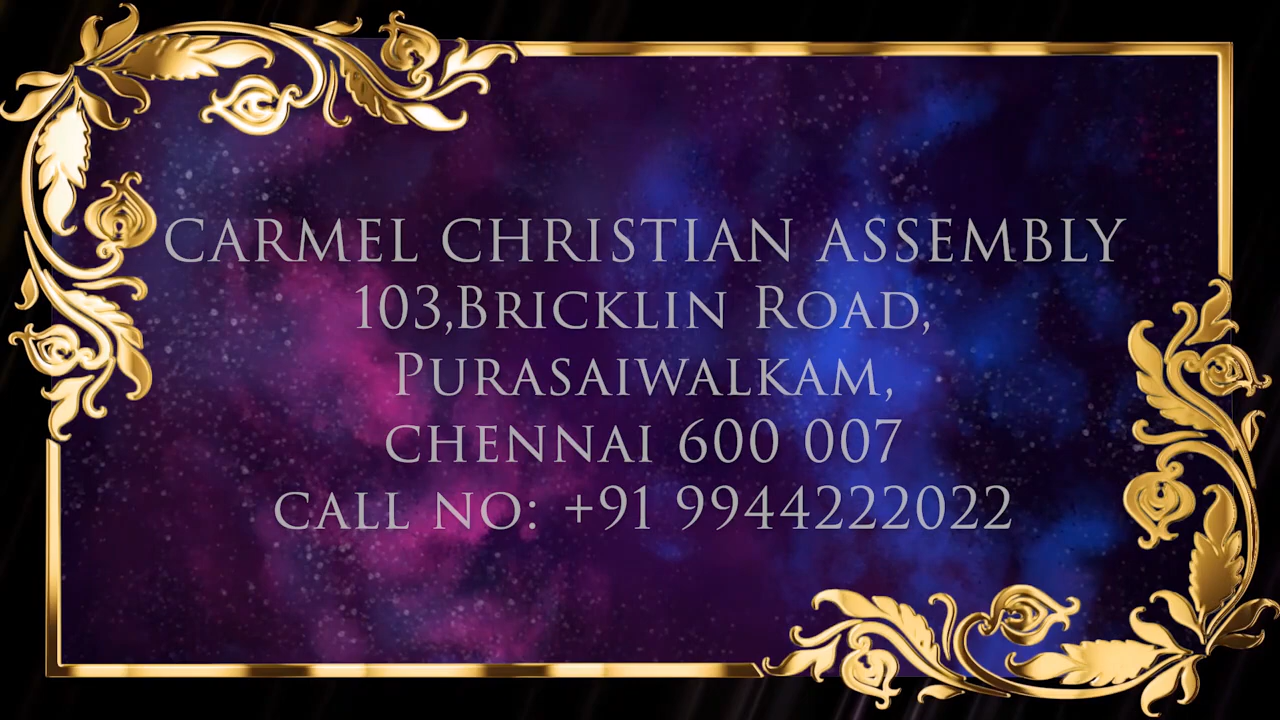 CARMEL CHRISTIAN ASSEMBLY
103,BRICKLIN ROAD,
PURASAIWALKAM,
CHENNAI 600 007
CALL NO: +91 9944222022